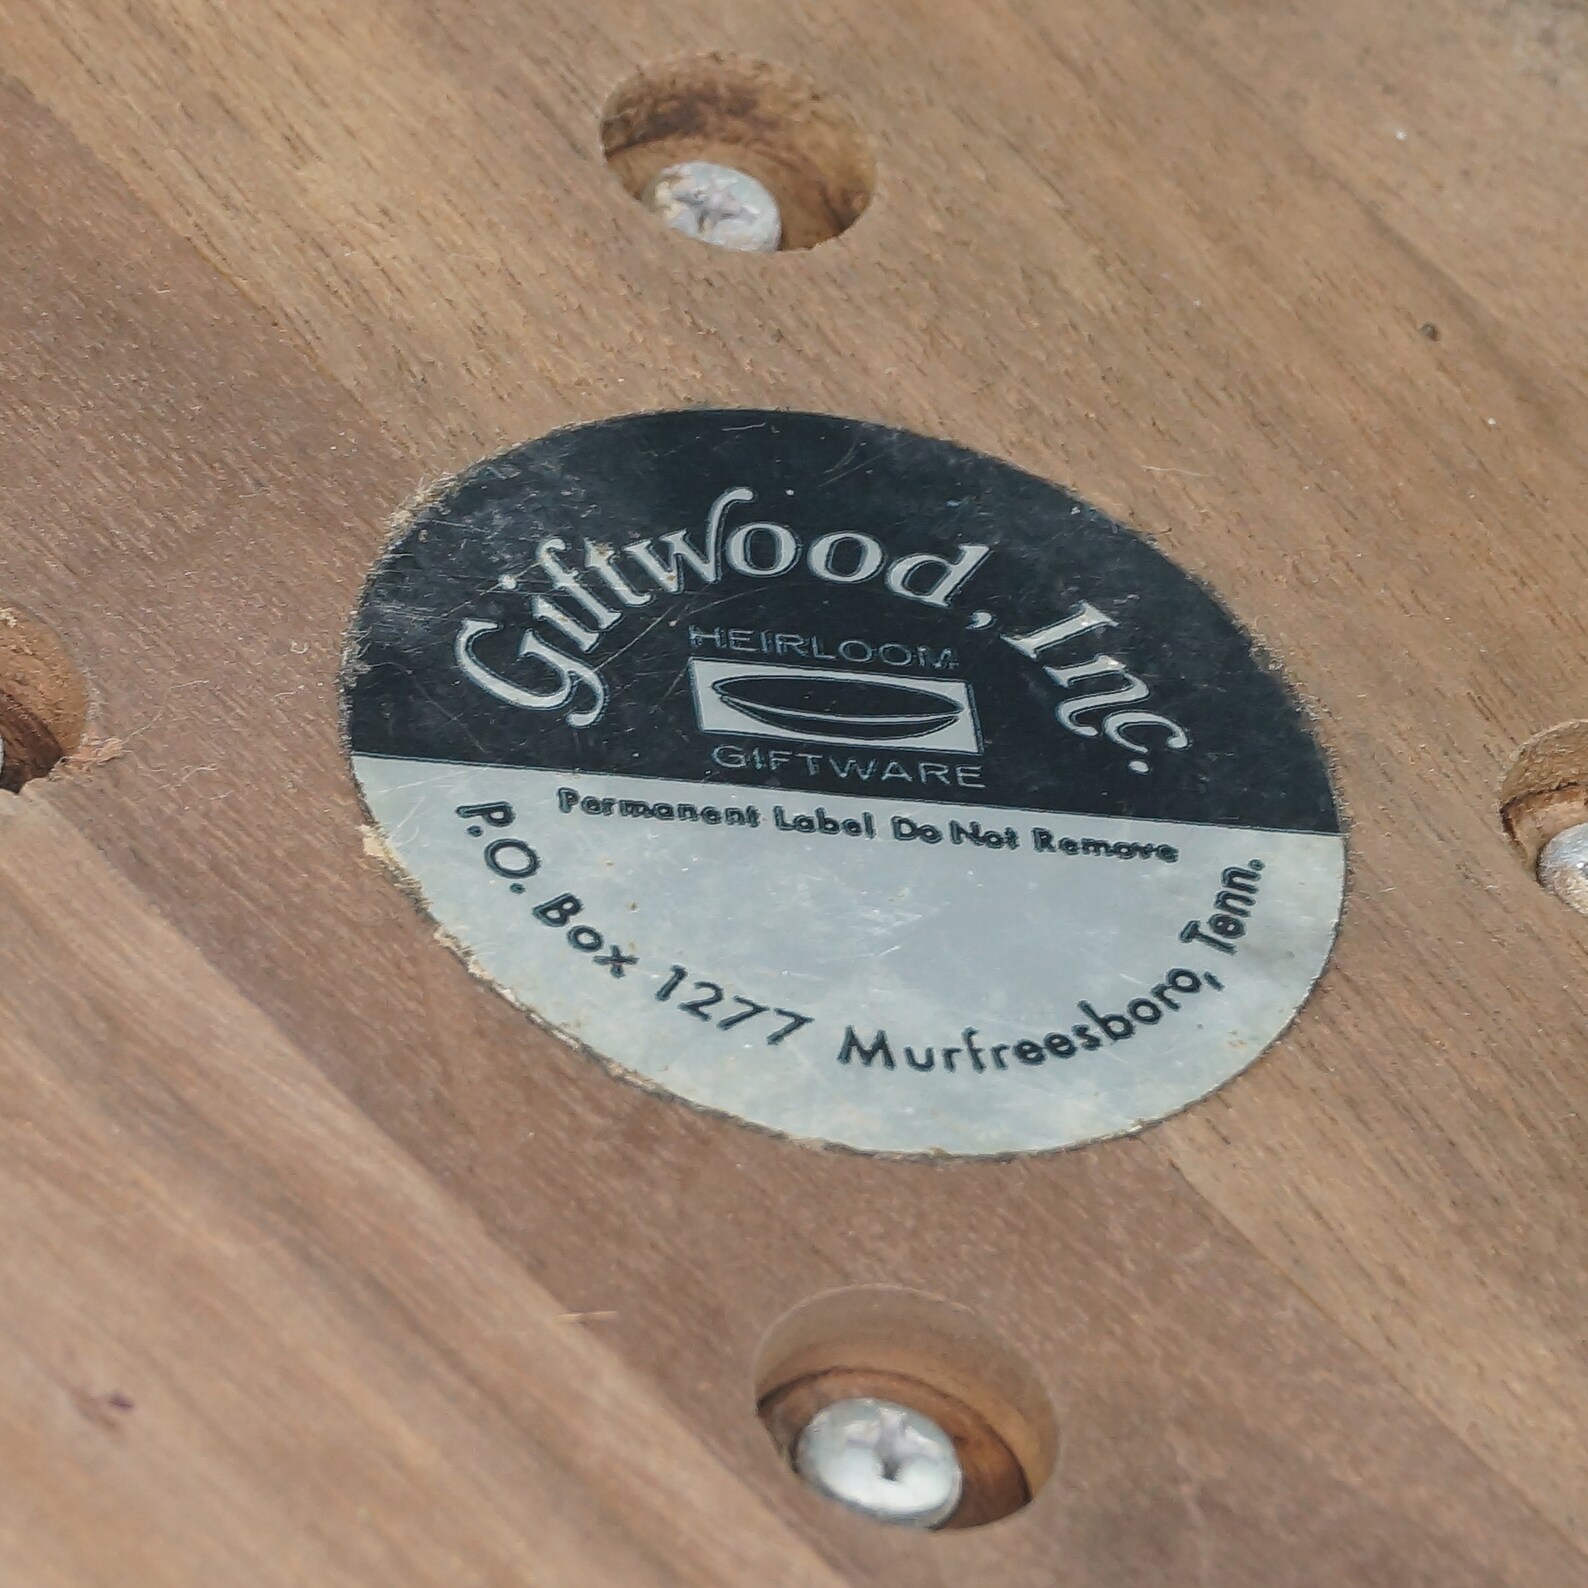 Giftwood, Inc.
HEIRLOOM
GIFTWARE
Permanent Label Do Not Remove
P.O. Box 1277 Murfreesboro, Tenn.